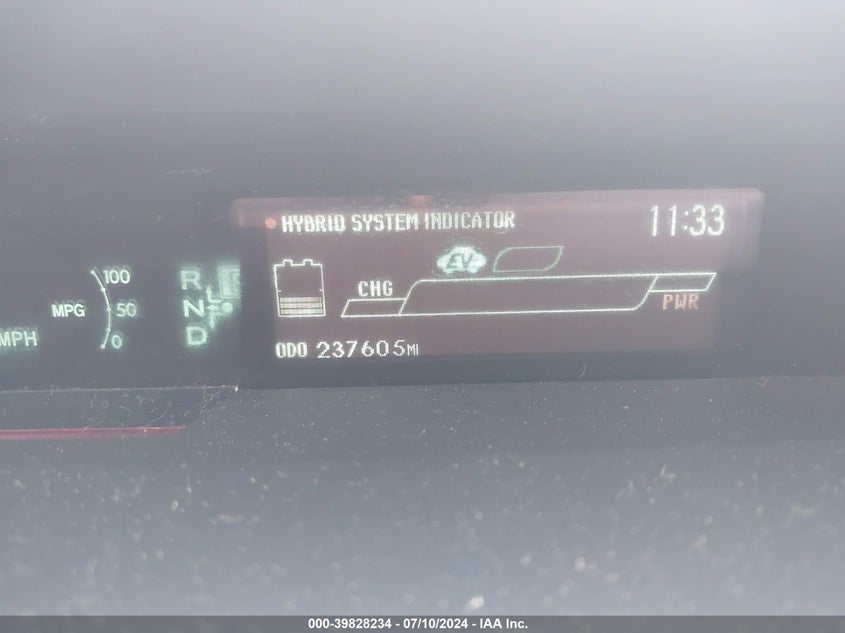 HYBRID SYSTEM INDICATOR
11:33
EV
100
CHG
R
MPG
50
N
PWR
MPH
0
D
ODO 237605MI
000-39828234 - 07/10/2024 - IAA Inc.